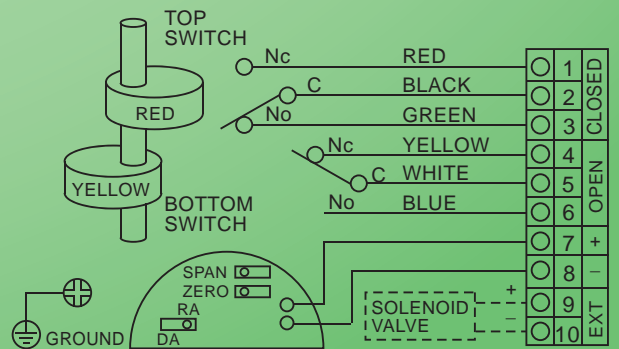 TOP
SWITCH
RED
YELLOW
BOTTOM
SWITCH
Nc RED 1
C BLACK 2
No GREEN 3
CLOSED
Nc YELLOW 4
C WHITE 5
No BLUE 6
OPEN
7 +
8 –
+ 9
– 10
EXT
SOLENOID
VALVE
SPAN
ZERO
RA
DA
GROUND